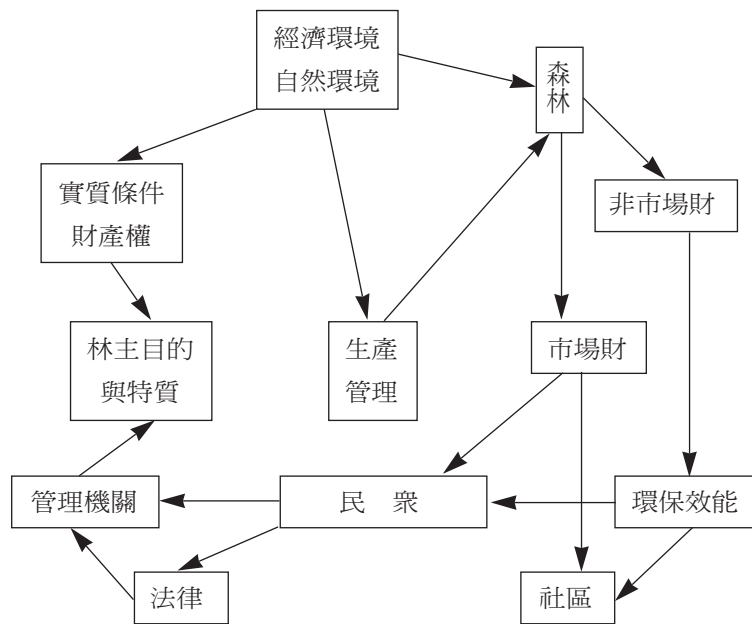 經濟環境
自然環境
森
林
實質條件
財產權
非市場財
林主目的
與特質
生產
管理
市場財
管理機關
民　眾
環保效能
法律
社區